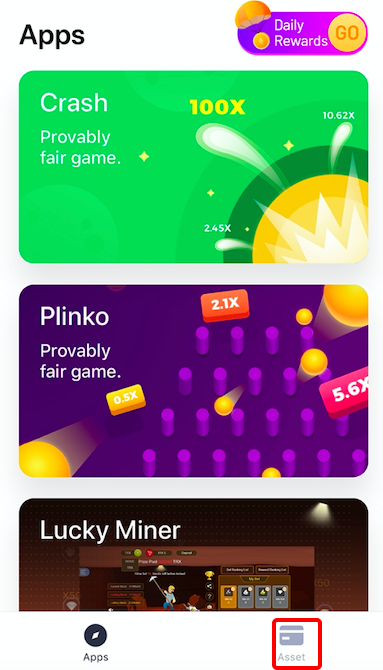 Apps
Daily
Rewards
GO
Crash
Provably
fair game.
100X
10.62X
2.45X
Plinko
Provably
fair game.
2.1X
0.5X
5.6X
Lucky Miner
TRX
Apps
Asset